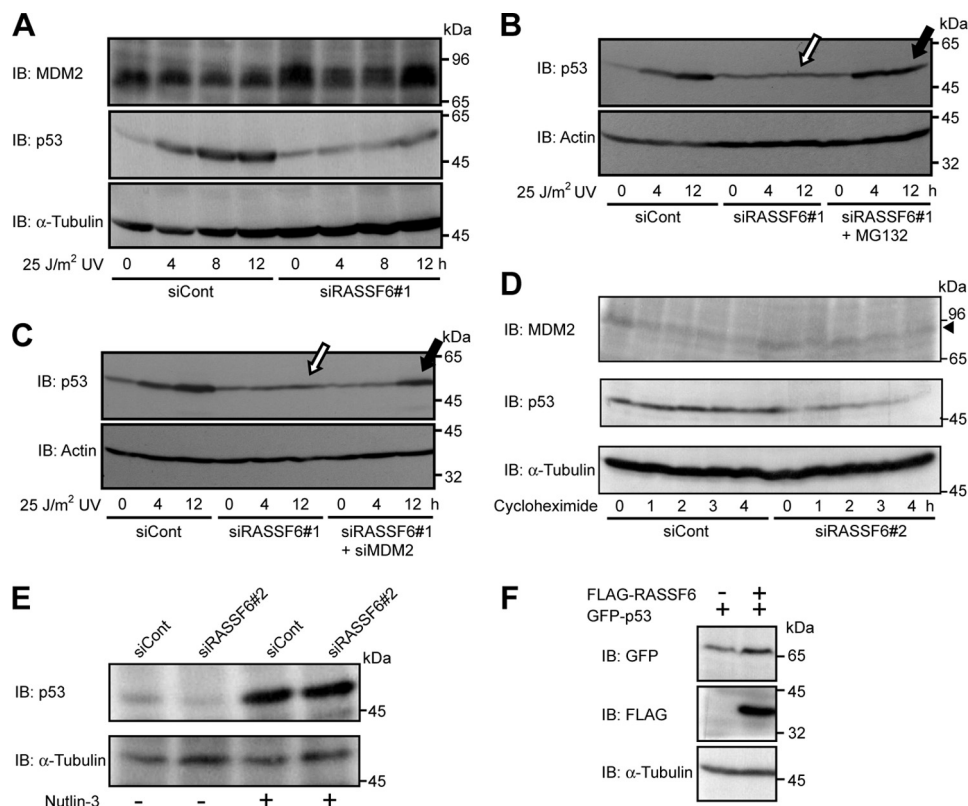 A
kDa
IB: MDM2
96
65
IB: p53
65
45
IB: α-Tubulin
45
25 J/m² UV 0 4 8 12 0 4 8 12 h
siCont siRASSF6#1
B
kDa
65
IB: p53
45
45
IB: Actin
32
25 J/m² UV 0 4 12 0 4 12 0 4 12 h
siCont siRASSF6#1 siRASSF6#1
+ MG132
C
kDa
65
IB: p53
45
45
IB: Actin
32
25 J/m² UV 0 4 12 0 4 12 0 4 12 h
siCont siRASSF6#1 siRASSF6#1
+ siMDM2
D
kDa
IB: MDM2
96
65
IB: p53
45
IB: α-Tubulin
45
Cycloheximide 0 1 2 3 4 0 1 2 3 4 h
siCont siRASSF6#2
E
siCont siRASSF6#2 siCont siRASSF6#2
kDa
IB: p53
45
IB: α-Tubulin
45
Nutlin-3 - - + +
F
FLAG-RASSF6 - +
GFP-p53 + +
kDa
IB: GFP
65
45
IB: FLAG
32
IB: α-Tubulin
45